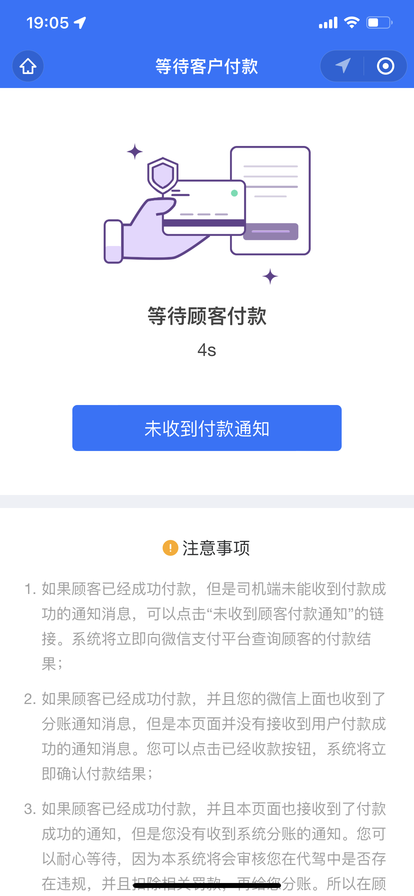 19:05
等待客户付款
等待顾客付款
4s
未收到付款通知
注意事项
1. 如果顾客已经成功付款，但是司机端未能收到付款成
功的通知消息，可以点击“未收到顾客付款通知”的链
接。系统将立即向微信支付平台查询顾客的付款结
果；
2. 如果顾客已经成功付款，并且您的微信上面也收到了
分账通知消息，但是本页面并没有接收到用户付款成
功的通知消息。您可以点击已经收款按钮，系统将立
即确认付款结果；
3. 如果顾客已经成功付款，并且本页面也接收到了付款
成功的通知，但是您没有收到系统分账的通知。您可
以耐心等待，因为本系统将会审核您在代驾中是否存
在违规，并且扣除相关罚款，再给您分账。所以在顾